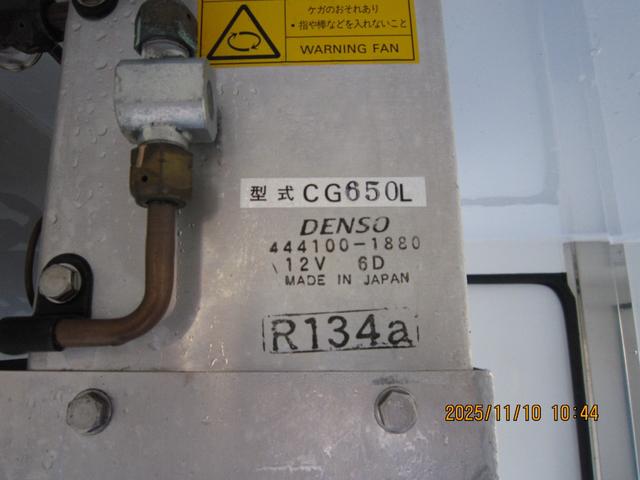 ケガのおそれあり
・指や棒などを入れないこと
WARNING FAN
型式 CG650L
DENSO
444100-1880
12V 6D
MADE IN JAPAN
R134a
2025/11/10 10:44